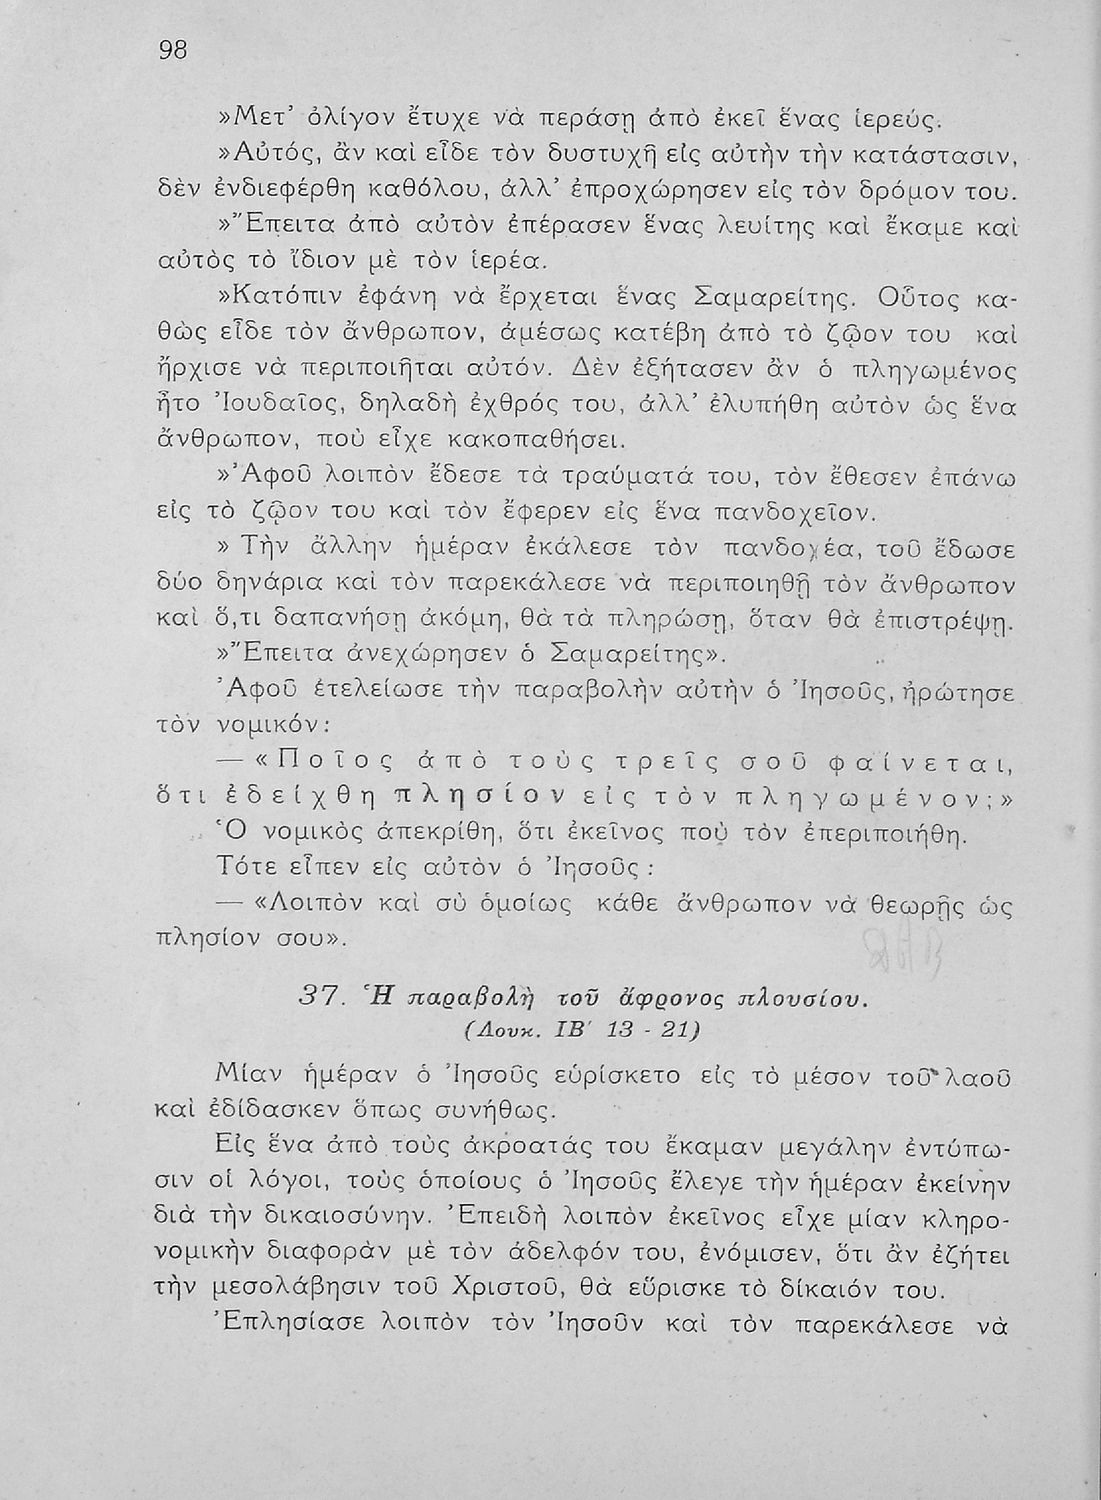 98
»Μετ᾽ ὀλίγον ἔτυχε νὰ περάσῃ ἀπὸ ἐκεῖ ἕνας ἱερεύς.
»Αὐτός, ἂν καὶ εἶδε τὸν δυστυχῆ εἰς αὐτὴν τὴν κατάστασιν,
δὲν ἐνδιεφέρθη καθόλου, ἀλλ᾽ ἐπροχώρησεν εἰς τὸν δρόμον του.
»Ἔπειτα ἀπὸ αὐτὸν ἐπέρασεν ἕνας λευίτης καὶ ἔκαμε καὶ
αὐτὸς τὸ ἴδιον μὲ τὸν ἱερέα.
»Κατόπιν ἐφάνη νὰ ἔρχεται ἕνας Σαμαρείτης. Οὗτος κα-
θὼς εἶδε τὸν ἄνθρωπον, ἀμέσως κατέβη ἀπὸ τὸ ζῷον του καὶ
ἤρχισε νὰ περιποιῆται αὐτόν. Δὲν ἐξήτασεν ἂν ὁ πληγωμένος
ἦτο Ἰουδαῖος, δηλαδὴ ἐχθρός του, ἀλλ᾽ ἐλυπήθη αὐτὸν ὡς ἕνα
ἄνθρωπον, ποὺ εἶχε κακοπαθήσει.
»Ἀφοῦ λοιπὸν ἔδεσε τὰ τραύματά του, τὸν ἔθεσεν ἐπάνω
εἰς τὸ ζῷον του καὶ τὸν ἔφερεν εἰς ἕνα πανδοχεῖον.
» Τὴν ἄλλην ἡμέραν ἐκάλεσε τὸν πανδοχέα, τοῦ ἔδωσε
δύο δηνάρια καὶ τὸν παρεκάλεσε νὰ περιποιηθῇ τὸν ἄνθρωπον
καὶ ὅ,τι δαπανήσῃ ἀκόμη, θὰ τὰ πληρώσῃ, ὅταν θὰ ἐπιστρέψῃ.
»Ἔπειτα ἀνεχώρησεν ὁ Σαμαρείτης».
Ἀφοῦ ἐτελείωσε τὴν παραβολὴν αὐτὴν ὁ Ἰησοῦς, ἠρώτησε
τὸν νομικόν:
— «Ποῖος ἀπὸ τοὺς τρεῖς σοῦ φαίνεται,
ὅτι ἐδείχθη πλησίον εἰς τὸν πληγωμένον;»
Ὁ νομικὸς ἀπεκρίθη, ὅτι ἐκεῖνος ποὺ τὸν ἐπεριποιήθη.
Τότε εἶπεν εἰς αὐτὸν ὁ Ἰησοῦς :
— «Λοιπὸν καὶ σὺ ὁμοίως κάθε ἄνθρωπον νὰ θεωρῇς ὡς
πλησίον σου».
37. Ἡ παραβολὴ τοῦ ἄφρονος πλουσίου.
(Λουκ. ΙΒ′ 13 - 21)
Μίαν ἡμέραν ὁ Ἰησοῦς εὑρίσκετο εἰς τὸ μέσον τοῦ λαοῦ
καὶ ἐδίδασκεν ὅπως συνήθως.
Εἰς ἕνα ἀπὸ τοὺς ἀκροατάς του ἔκαμαν μεγάλην ἐντύπω-
σιν οἱ λόγοι, τοὺς ὁποίους ὁ Ἰησοῦς ἔλεγε τὴν ἡμέραν ἐκείνην
διὰ τὴν δικαιοσύνην. Ἐπειδὴ λοιπὸν ἐκεῖνος εἶχε μίαν κληρο-
νομικὴν διαφορὰν μὲ τὸν ἀδελφόν του, ἐνόμισεν, ὅτι ἂν ἐζήτει
τὴν μεσολάβησιν τοῦ Χριστοῦ, θὰ εὕρισκε τὸ δίκαιόν του.
Ἐπλησίασε λοιπὸν τὸν Ἰησοῦν καὶ τὸν παρεκάλεσε νὰ